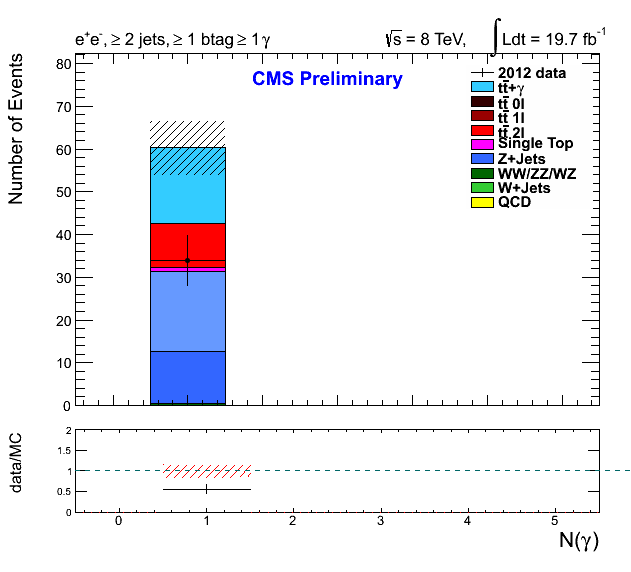 e⁺e⁻, ≥ 2 jets, ≥ 1 btag ≥ 1 γ
√s = 8 TeV, ∫ Ldt = 19.7 fb⁻¹
Number of Events
80
70
60
50
40
30
20
10
0
CMS Preliminary
2012 data
tt̄+γ
tt̄ 0l
tt̄ 1l
tt̄ 2l
Single Top
Z+Jets
WW/ZZ/WZ
W+Jets
QCD
data/MC
2
1.5
1
0.5
0
0 1 2 3 4 5
N(γ)